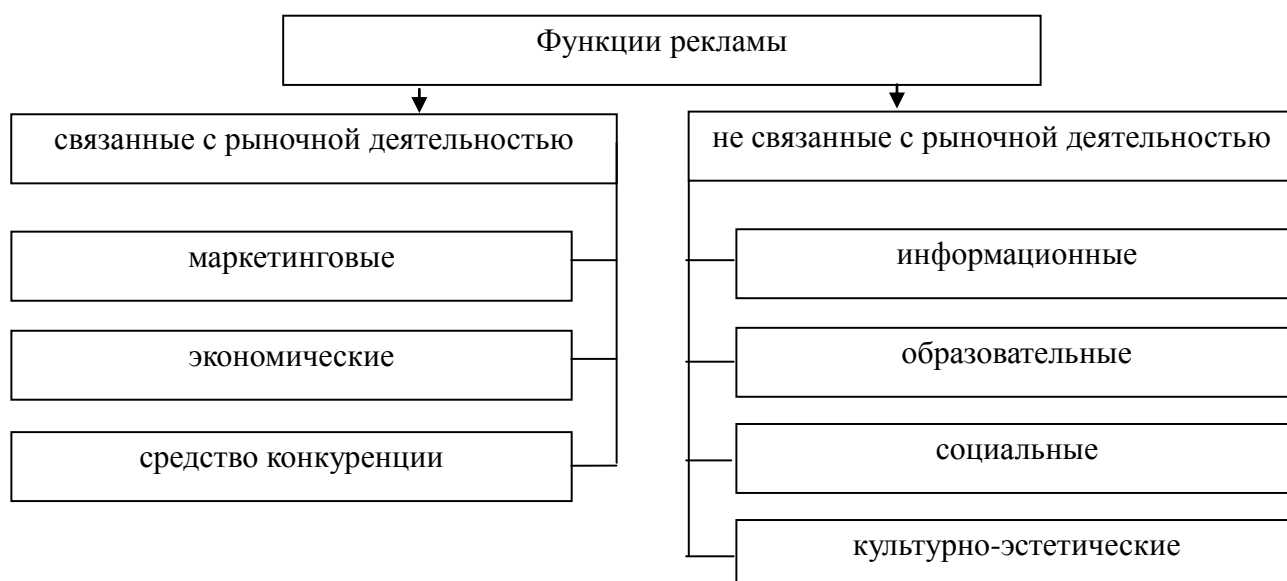 Функции рекламы
связанные с рыночной деятельностью
не связанные с рыночной деятельностью
маркетинговые
информационные
экономические
образовательные
средство конкуренции
социальные
культурно-эстетические